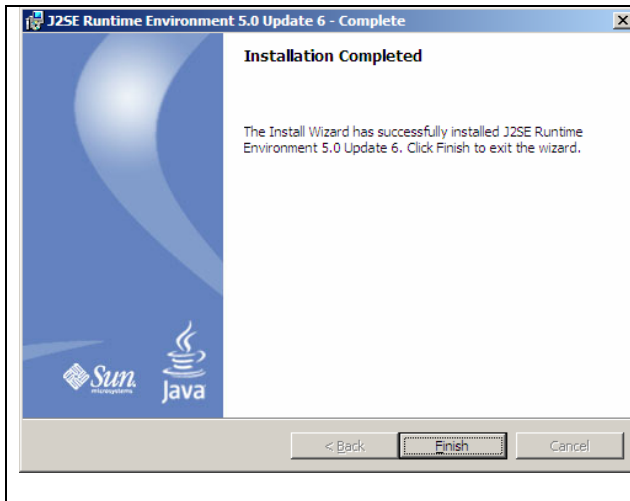 J2SE Runtime Environment 5.0 Update 6 - Complete
Installation Completed
The Install Wizard has successfully installed J2SE Runtime
Environment 5.0 Update 6. Click Finish to exit the wizard.
Sun
microsystems
Java
< Back
Finish
Cancel